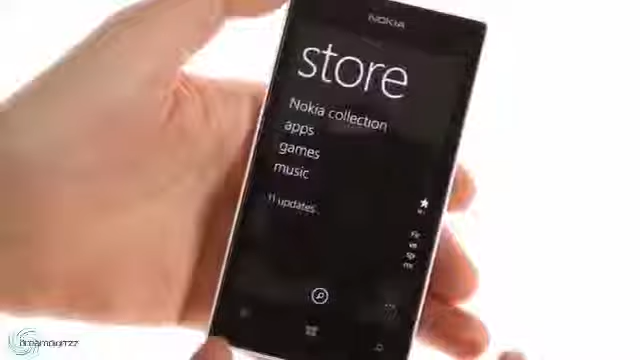 NOKIA
store
Nokia collection
apps
games
music
11 updates